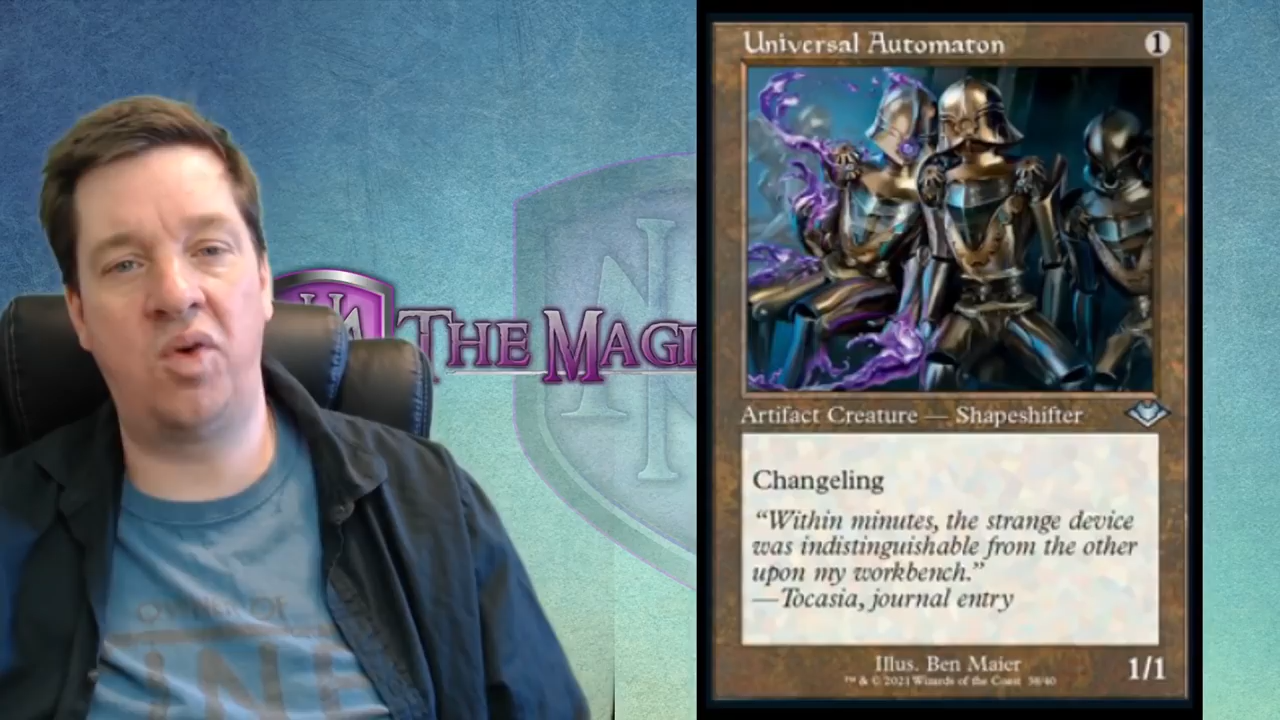 Universal Automaton 1
THE MAGI
Artifact Creature — Shapeshifter
Changeling
“Within minutes, the strange device
was indistinguishable from the other
upon my workbench.”
—Tocasia, journal entry
Illus. Ben Maier
™ & © 2021 Wizards of the Coast 38/40
1/1
OWNER OF